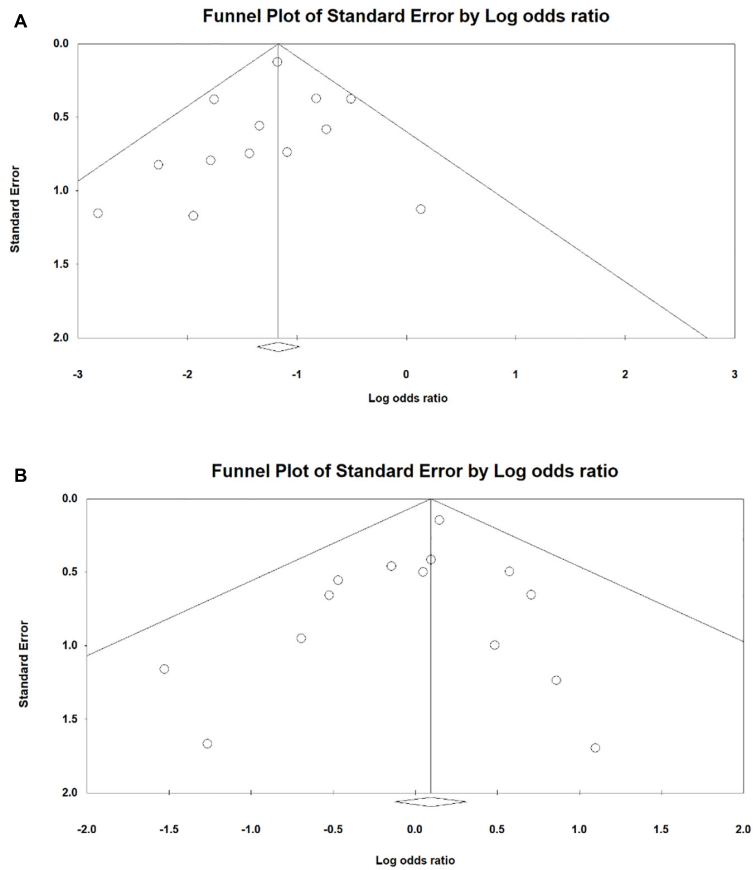 A
Funnel Plot of Standard Error by Log odds ratio
0.0
0.5
1.0
1.5
2.0
Standard Error
-3 -2 -1 0 1 2 3
Log odds ratio
B
Funnel Plot of Standard Error by Log odds ratio
0.0
0.5
1.0
1.5
2.0
Standard Error
-2.0 -1.5 -1.0 -0.5 0.0 0.5 1.0 1.5 2.0
Log odds ratio